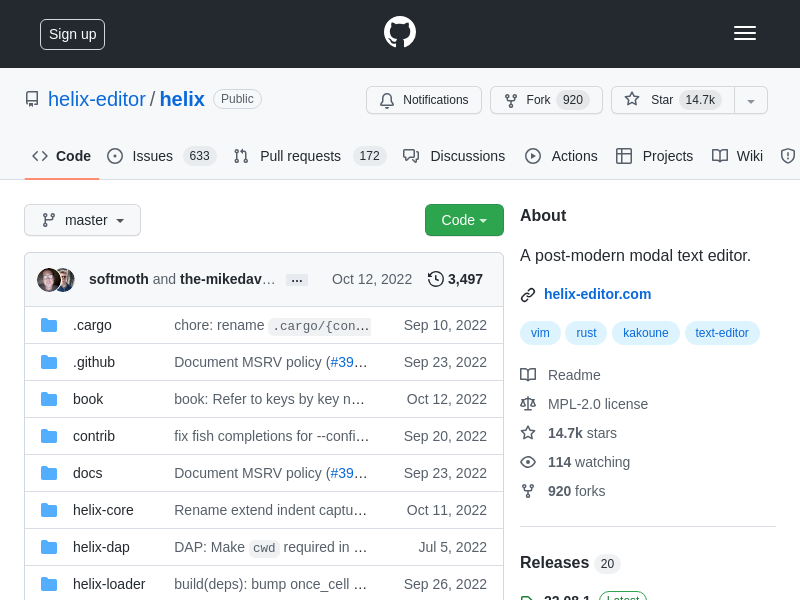 Sign up
helix-editor / helix Public
Notifications Fork 920 Star 14.7k
Code Issues 633 Pull requests 172 Discussions Actions Projects Wiki
master Code
softmoth and the-mikedav… … Oct 12, 2022 3,497
.cargo chore: rename .cargo/{con... Sep 10, 2022
.github Document MSRV policy (#39… Sep 23, 2022
book book: Refer to keys by key n… Oct 12, 2022
contrib fix fish completions for --confi… Sep 20, 2022
docs Document MSRV policy (#39… Sep 23, 2022
helix-core Rename extend indent captu… Oct 11, 2022
helix-dap DAP: Make cwd required in … Jul 5, 2022
helix-loader build(deps): bump once_cell … Sep 26, 2022
About
A post-modern modal text editor.
helix-editor.com
vim rust kakoune text-editor
Readme
MPL-2.0 license
14.7k stars
114 watching
920 forks
Releases 20
22.08.1 Latest